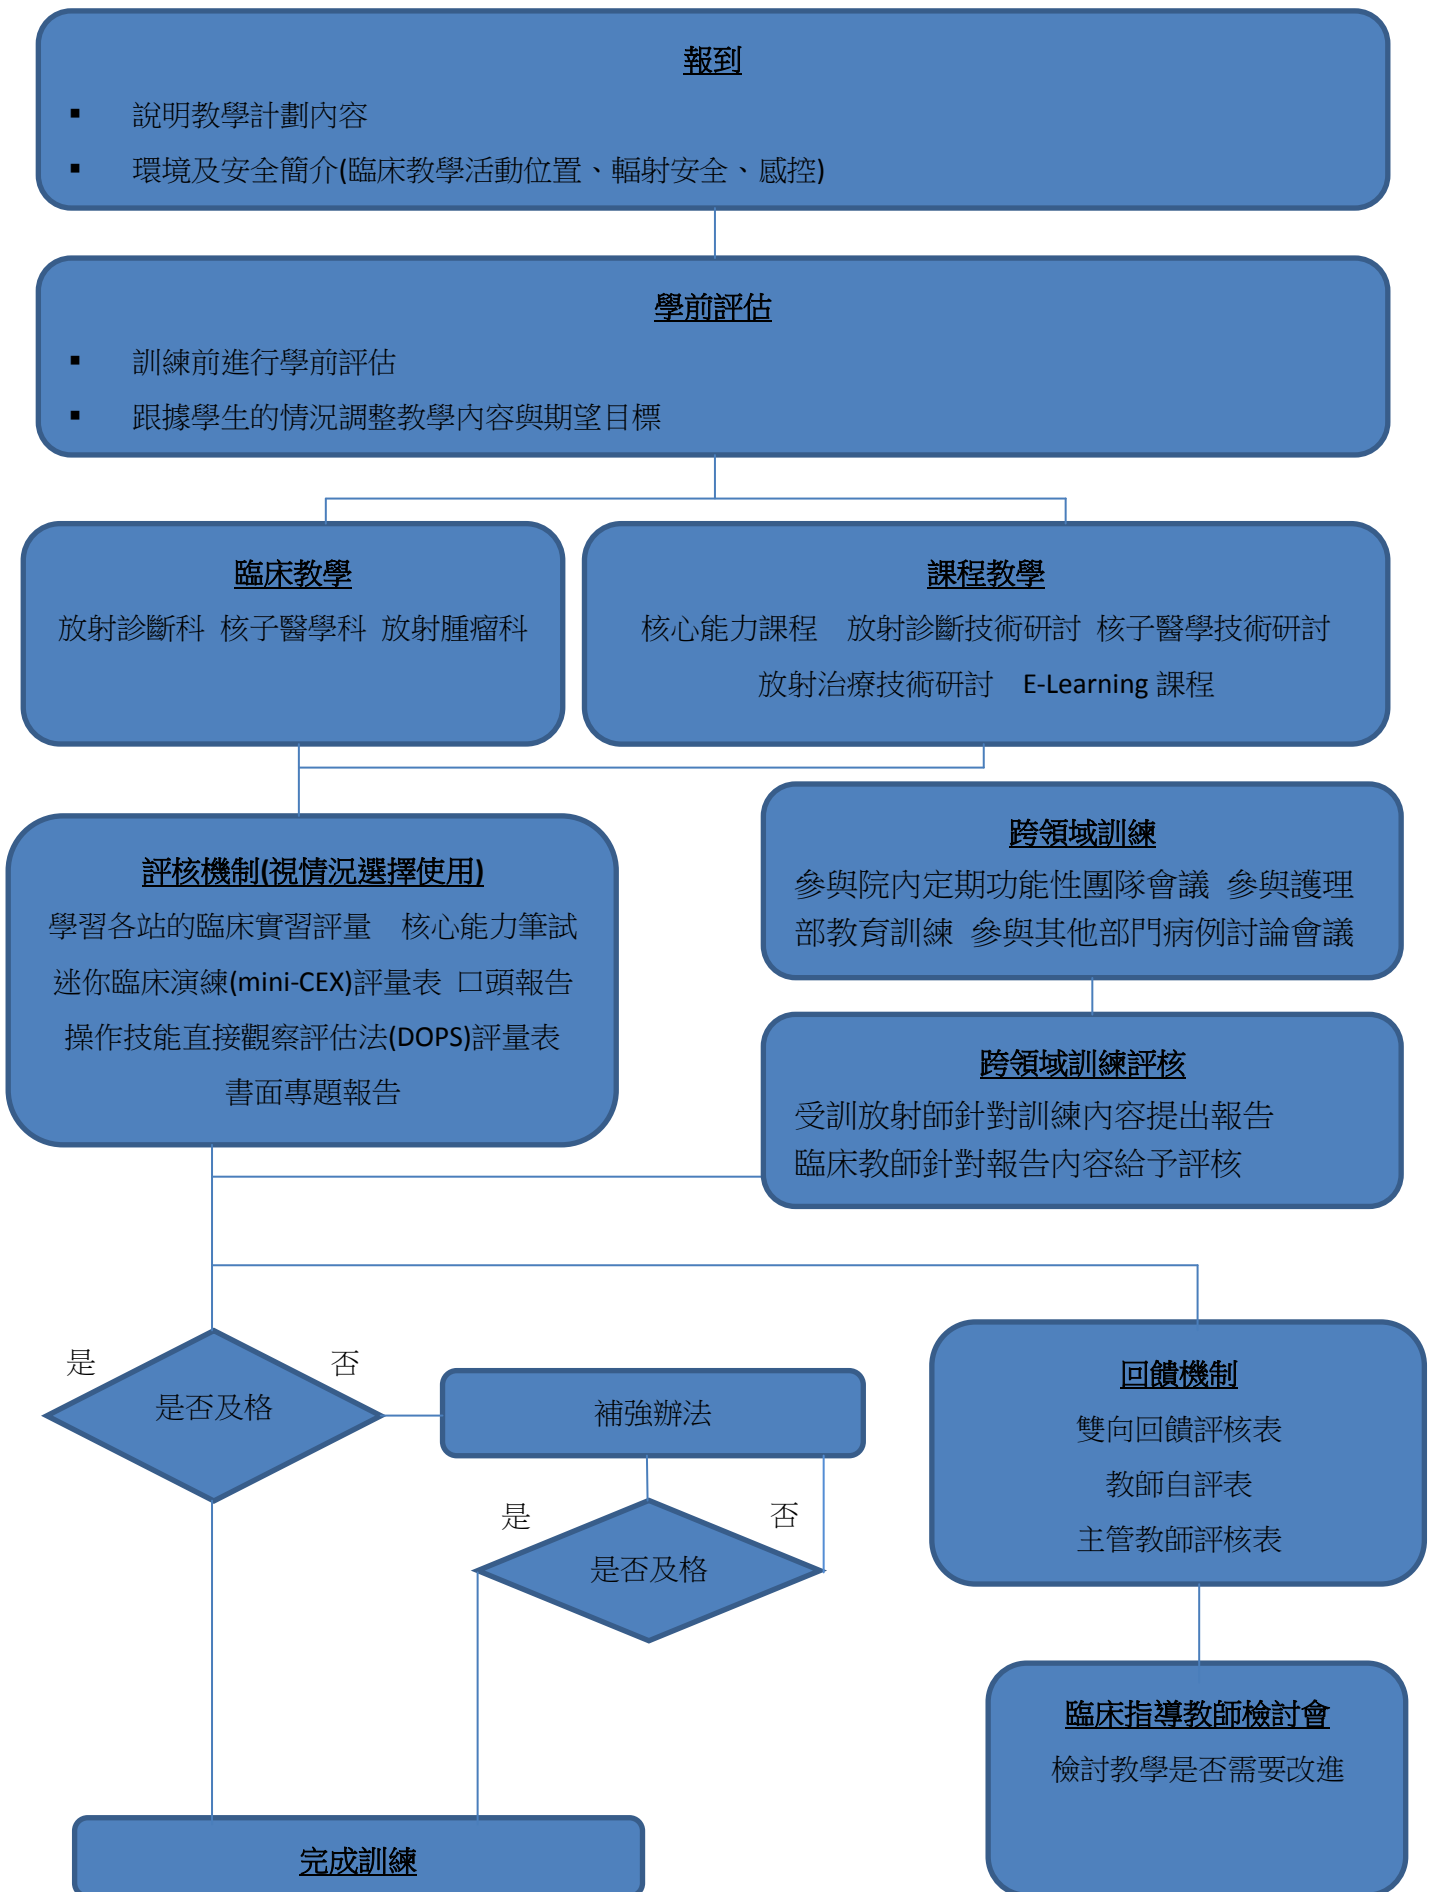 報到
▪ 說明教學計劃內容
▪ 環境及安全簡介(臨床教學活動位置、輻射安全、感控)
學前評估
▪ 訓練前進行學前評估
▪ 跟據學生的情況調整教學內容與期望目標
臨床教學
放射診斷科 核子醫學科 放射腫瘤科
課程教學
核心能力課程 放射診斷技術研討 核子醫學技術研討
放射治療技術研討 E-Learning 課程
跨領域訓練
參與院內定期功能性團隊會議 參與護理
部教育訓練 參與其他部門病例討論會議
評核機制(視情況選擇使用)
學習各站的臨床實習評量 核心能力筆試
迷你臨床演練(mini-CEX)評量表 口頭報告
操作技能直接觀察評估法(DOPS)評量表
書面專題報告
跨領域訓練評核
受訓放射師針對訓練內容提出報告
臨床教師針對報告內容給予評核
是
否
是否及格
補強辦法
是
否
是否及格
回饋機制
雙向回饋評核表
教師自評表
主管教師評核表
臨床指導教師檢討會
檢討教學是否需要改進
完成訓練